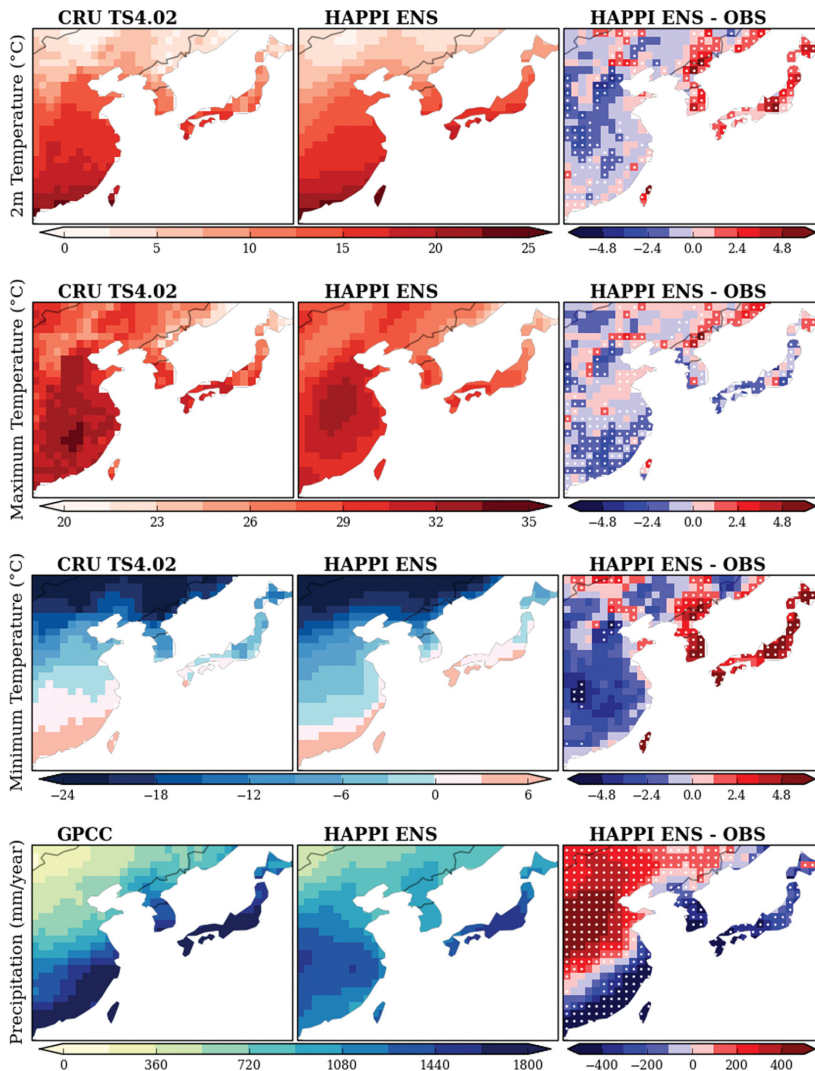 CRU TS4.02 HAPPI ENS HAPPI ENS - OBS
2m Temperature (°C)
0 5 10 15 20 25 −4.8 −2.4 0.0 2.4 4.8
CRU TS4.02 HAPPI ENS HAPPI ENS - OBS
Maximum Temperature (°C)
20 23 26 29 32 35 −4.8 −2.4 0.0 2.4 4.8
CRU TS4.02 HAPPI ENS HAPPI ENS - OBS
Minimum Temperature (°C)
−24 −18 −12 −6 0 6 −4.8 −2.4 0.0 2.4 4.8
GPCC HAPPI ENS HAPPI ENS - OBS
Precipitation (mm/year)
0 360 720 1080 1440 1800 −400 −200 0 200 400